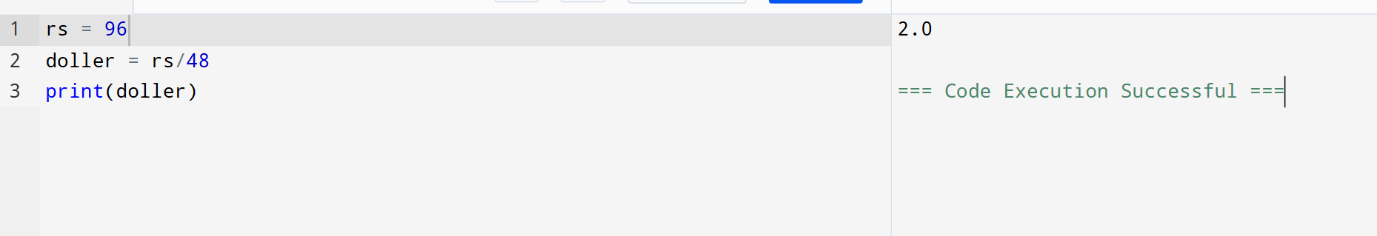 1 rs = 96
2 doller = rs/48
3 print(doller)
2.0
=== Code Execution Successful ===